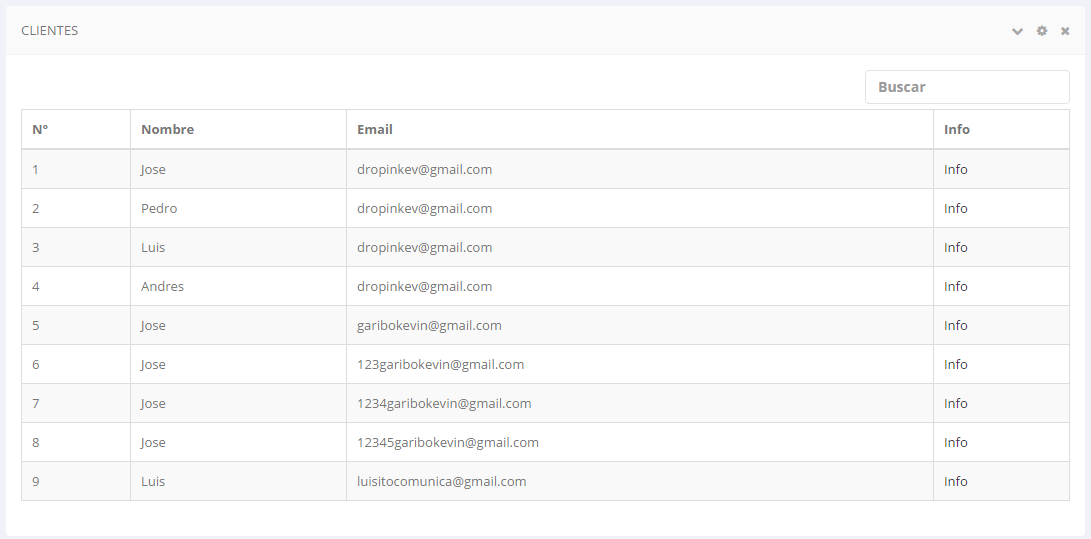 CLIENTES
Buscar
N° Nombre Email Info
1 Jose dropinkev@gmail.com Info
2 Pedro dropinkev@gmail.com Info
3 Luis dropinkev@gmail.com Info
4 Andres dropinkev@gmail.com Info
5 Jose garibokevin@gmail.com Info
6 Jose 123garibokevin@gmail.com Info
7 Jose 1234garibokevin@gmail.com Info
8 Jose 12345garibokevin@gmail.com Info
9 Luis luisitocomunica@gmail.com Info